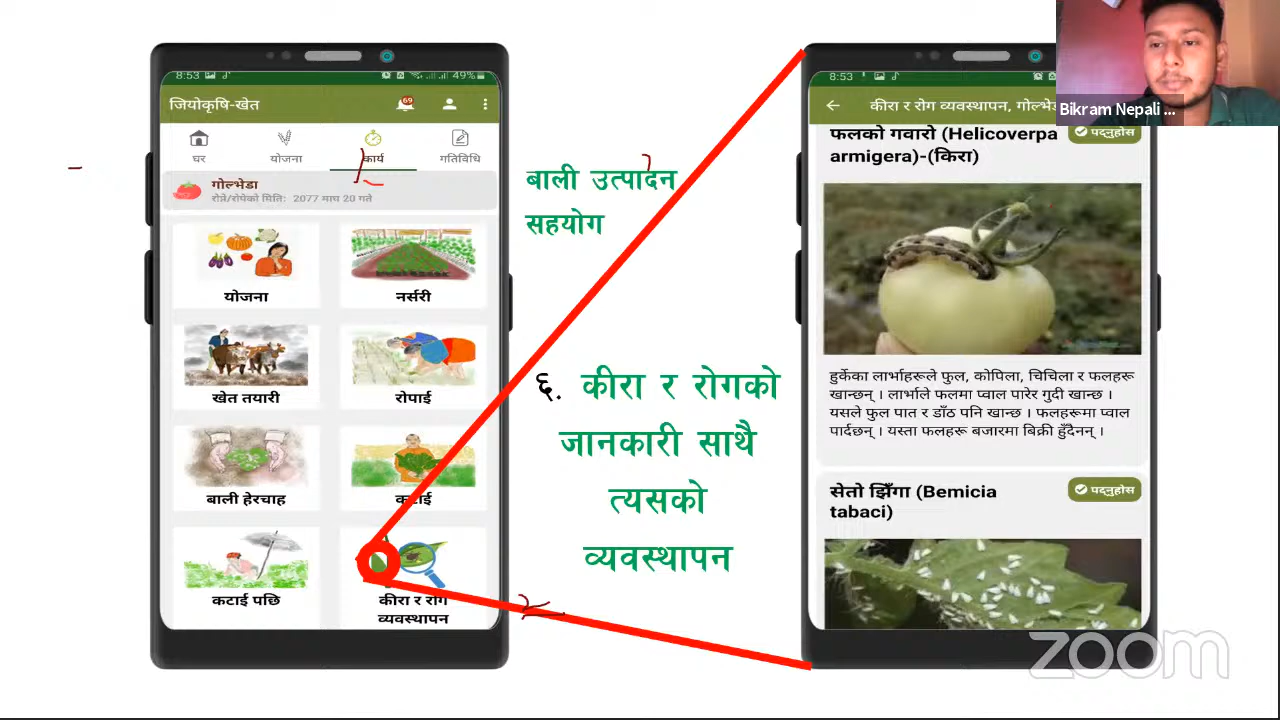 8:53
49%
जियोकृषि-खेत
69
घर
योजना
कार्य
गतिविधि
गोल्भेडा
रोप्ने/रोपेको मिति: 2077 माघ 20 गते
योजना
नर्सरी
खेत तयारी
रोपाई
बाली हेरचाह
कटाई
कटाई पछि
कीरा र रोग
व्यवस्थापन
बाली उत्पादन
सहयोग
६. कीरा र रोगको
जानकारी साथै
त्यसको
व्यवस्थापन
8:53
कीरा र रोग व्यवस्थापन, गोल्भे
फलको गवारो (Helicoverpa
armigera)-(किरा)
पढ्नुहोस
हुर्केका लार्भाहरूले फुल, कोपिला, चिचिला र फलहरू
खान्छन् । लार्भाले फलमा प्वाल पारेर गुदी खान्छ ।
यसले फुल पात र डाँठ पनि खान्छ । फलहरूमा प्वाल
पार्दछन् । यस्ता फलहरू बजारमा बिक्री हुँदैनन् ।
सेतो झिँगा (Bemicia
tabaci)
पढ्नुहोस
Bikram Nepali ...
zoom